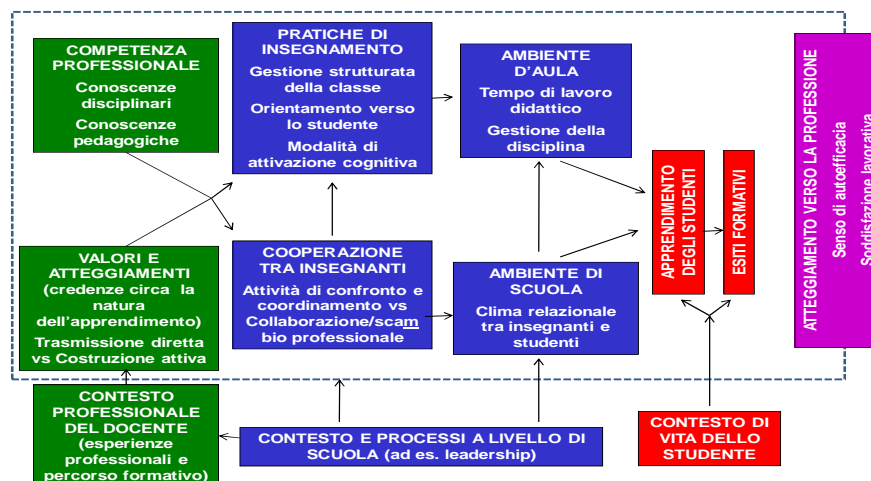 COMPETENZA
PROFESSIONALE
Conoscenze
disciplinari
Conoscenze
pedagogiche
PRATICHE DI
INSEGNAMENTO
Gestione strutturata
della classe
Orientamento verso
lo studente
Modalità di
attivazione cognitiva
AMBIENTE
D'AULA
Tempo di lavoro
didattico
Gestione della
disciplina
VALORI E
ATTEGGIAMENTI
(credenze circa la
natura
dell'apprendimento)
Trasmissione diretta
vs Costruzione attiva
COOPERAZIONE
TRA INSEGNANTI
Attività di confronto e
coordinamento vs
Collaborazione/scam
bio professionale
AMBIENTE DI
SCUOLA
Clima relazionale
tra insegnanti e
studenti
APPRENDIMENTO
DEGLI STUDENTI
ESITI FORMATIVI
ATTEGGIAMENTO VERSO LA PROFESSIONE
Senso di autoefficacia
Soddisfazione lavorativa
CONTESTO
PROFESSIONALE
DEL DOCENTE
(esperienze
professionali e
percorso formativo)
CONTESTO E PROCESSI A LIVELLO DI
SCUOLA (ad es. leadership)
CONTESTO DI
VITA DELLO
STUDENTE